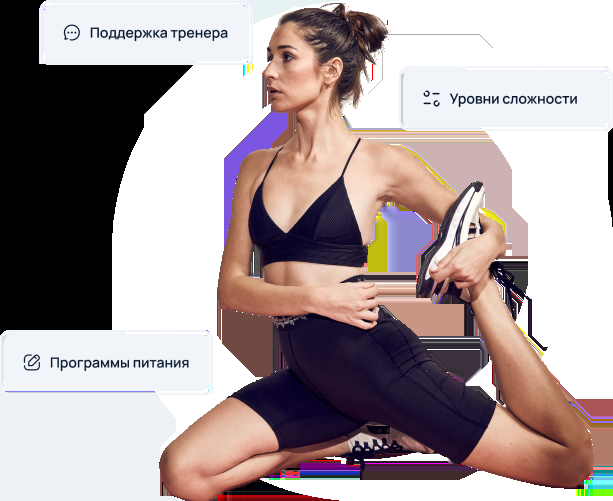 Поддержка тренера
Уровни сложности
Программы питания